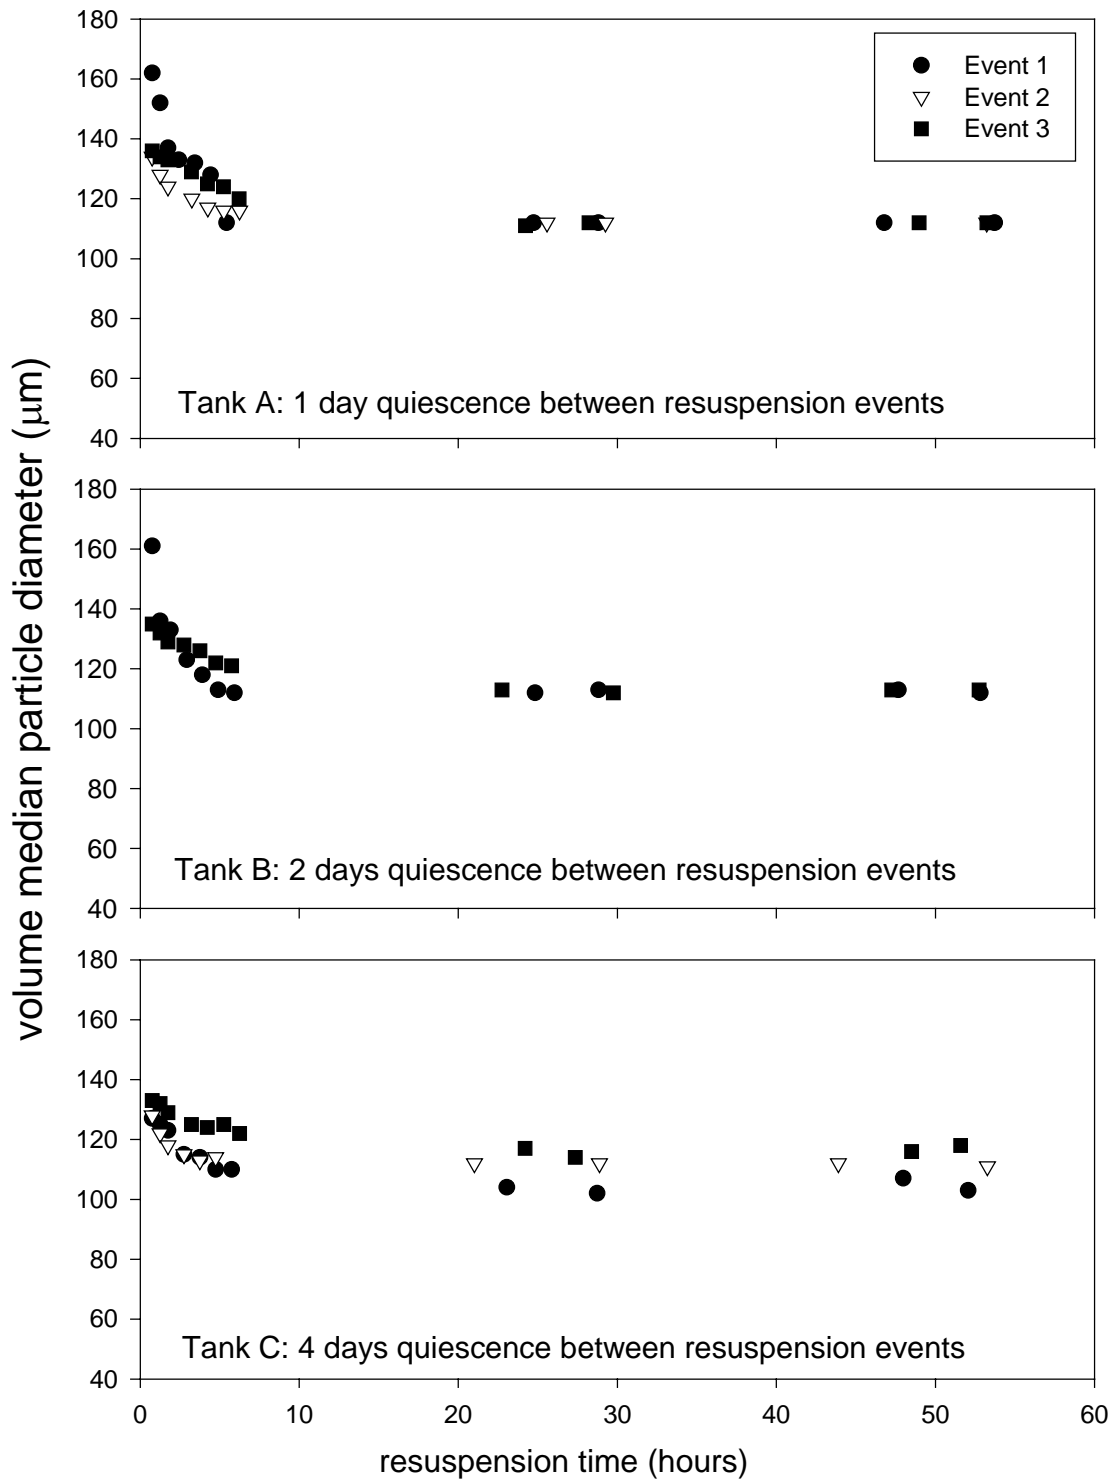 180
160
140
120
100
80
60
40
Event 1
Event 2
Event 3
Tank A: 1 day quiescence between resuspension events
volume median particle diameter (μm)
180
160
140
120
100
80
60
40
Tank B: 2 days quiescence between resuspension events
180
160
140
120
100
80
60
40
Tank C: 4 days quiescence between resuspension events
0 10 20 30 40 50 60
resuspension time (hours)